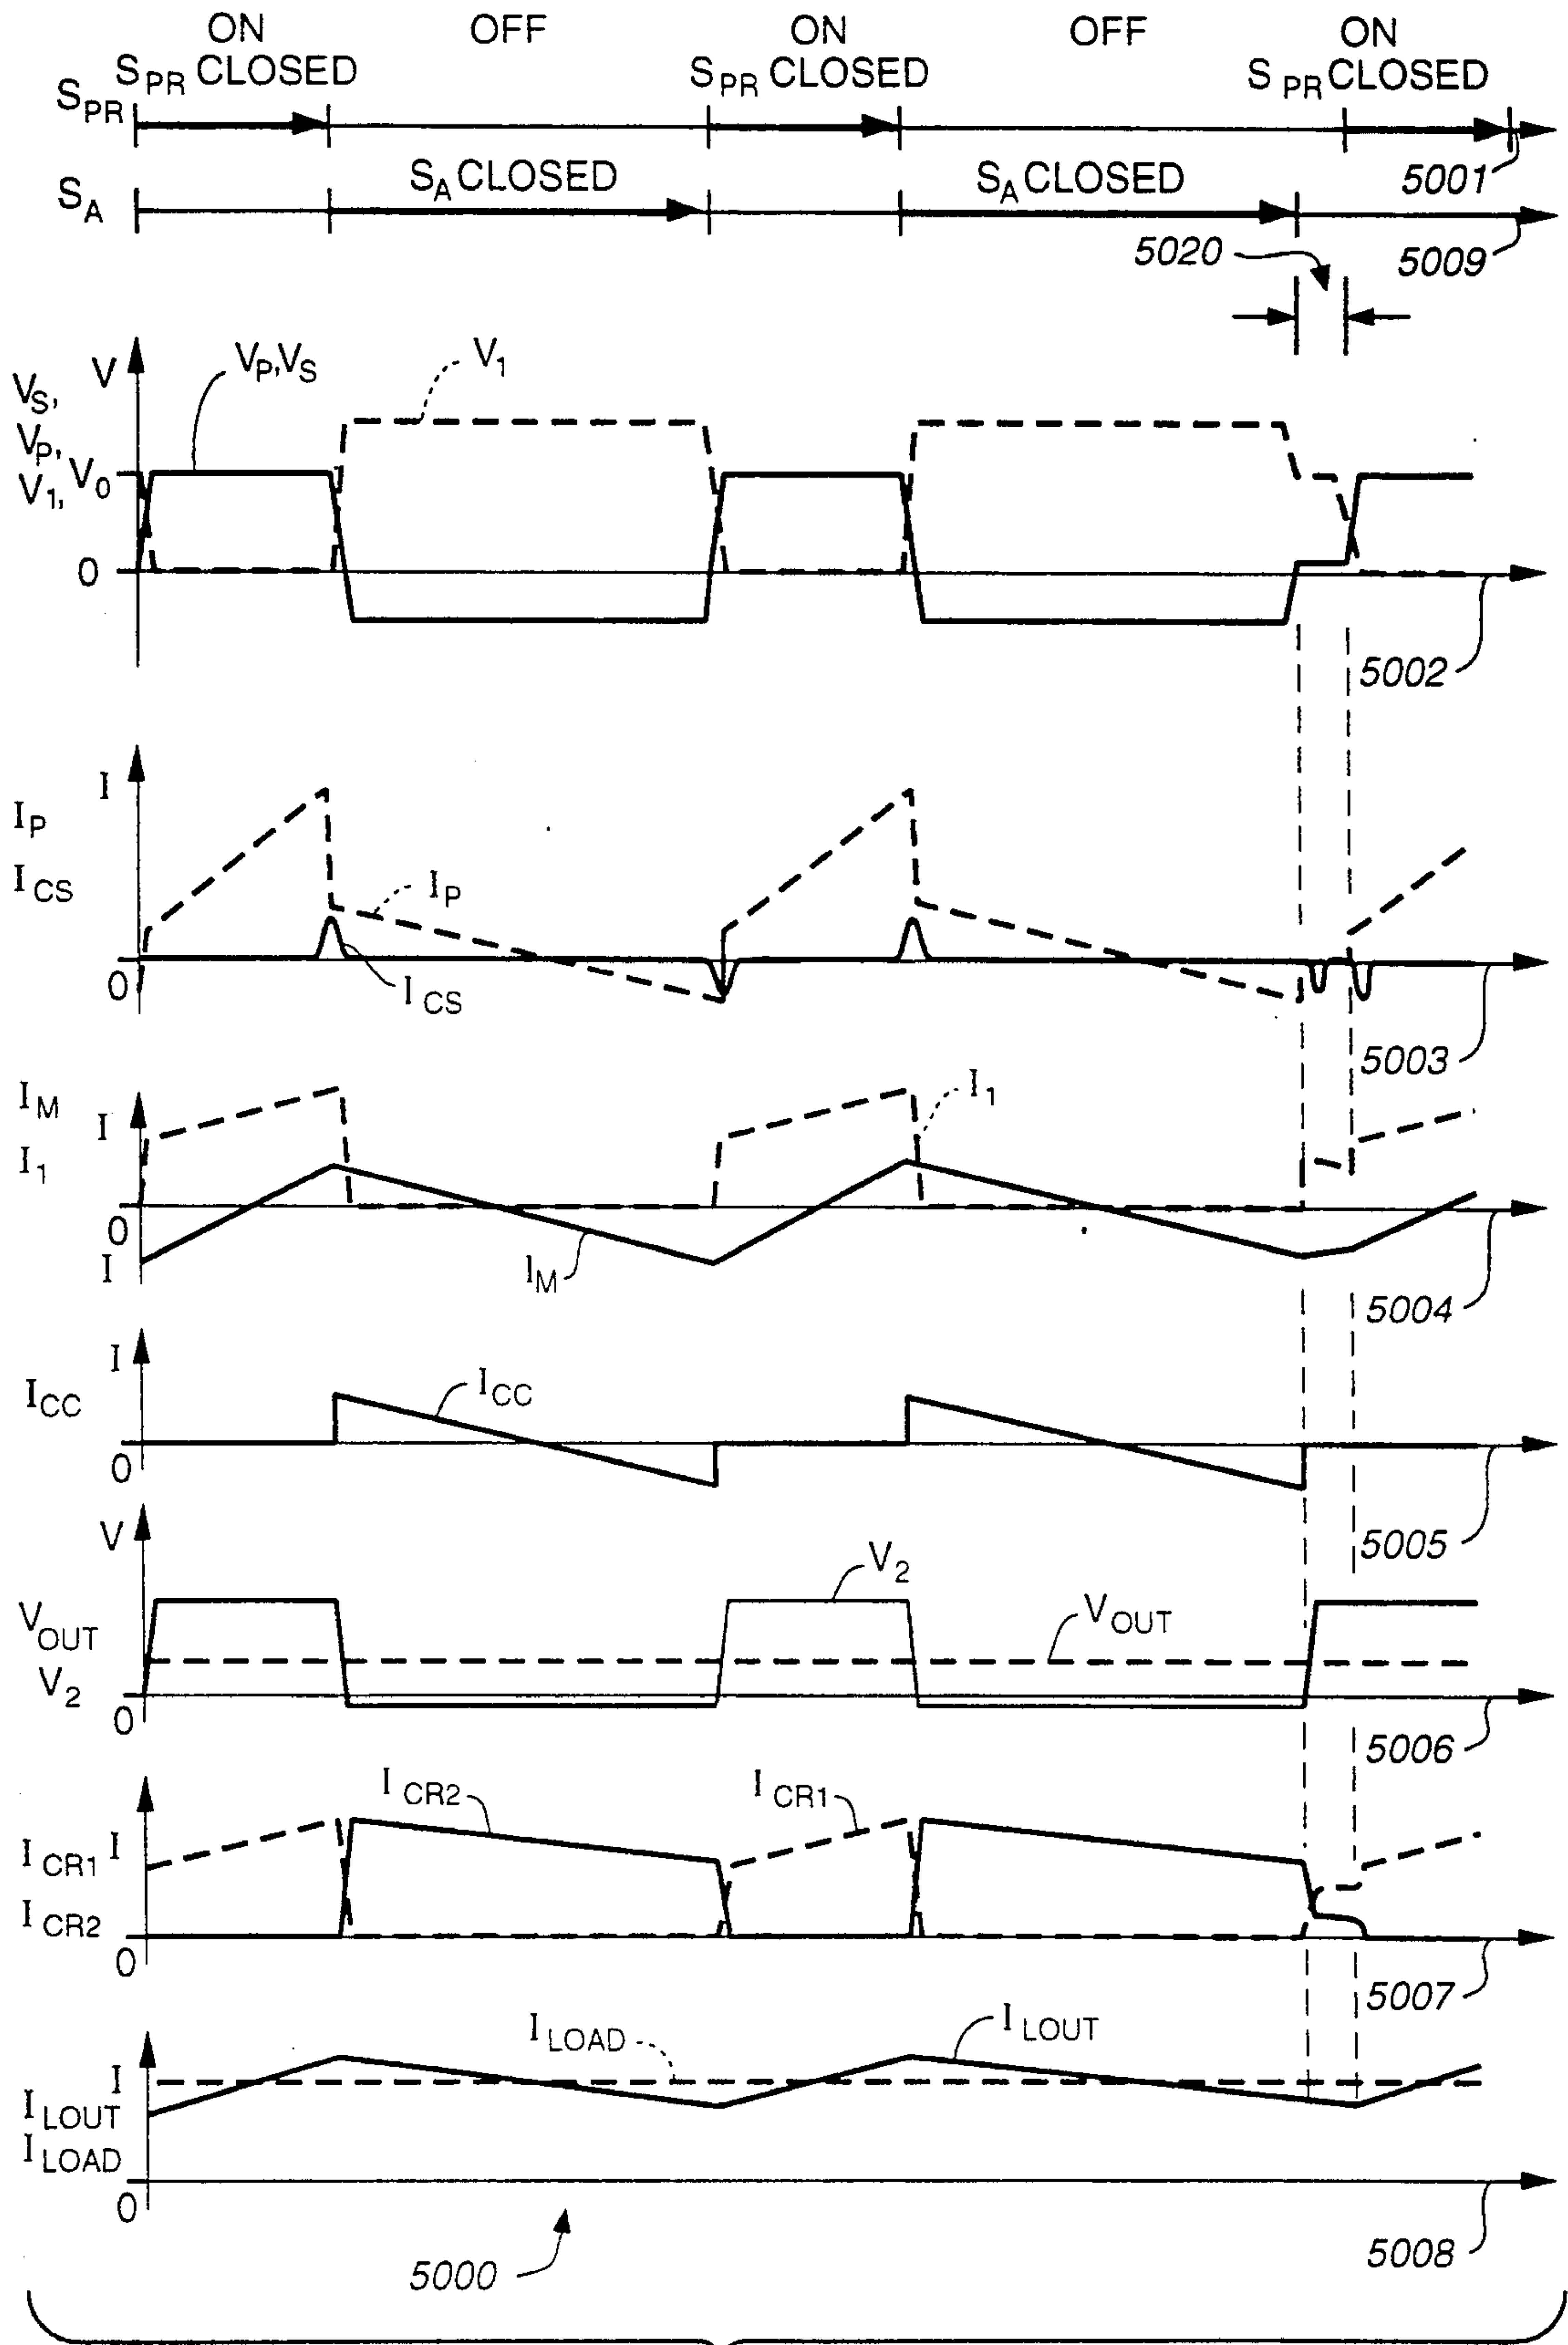 ON OFF ON OFF ON
S PR CLOSED S PR CLOSED S PR CLOSED
S PR
5001
S A CLOSED S A CLOSED
S A
5020 5009
V V P, V S V 1
V S,
V P,
V 1, V 0
0
5002
I
I P
I CS I P
0 I CS
5003
I M I 1
I
I 1
0
I I M
5004
I
I CC I CC
0
5005
V V 2
V OUT V OUT
V 2
0
5006
I CR2 I CR1
I CR1 I
I CR2
0
5007
I LOAD I LOUT
I
I LOUT
I LOAD
0
5008
5000